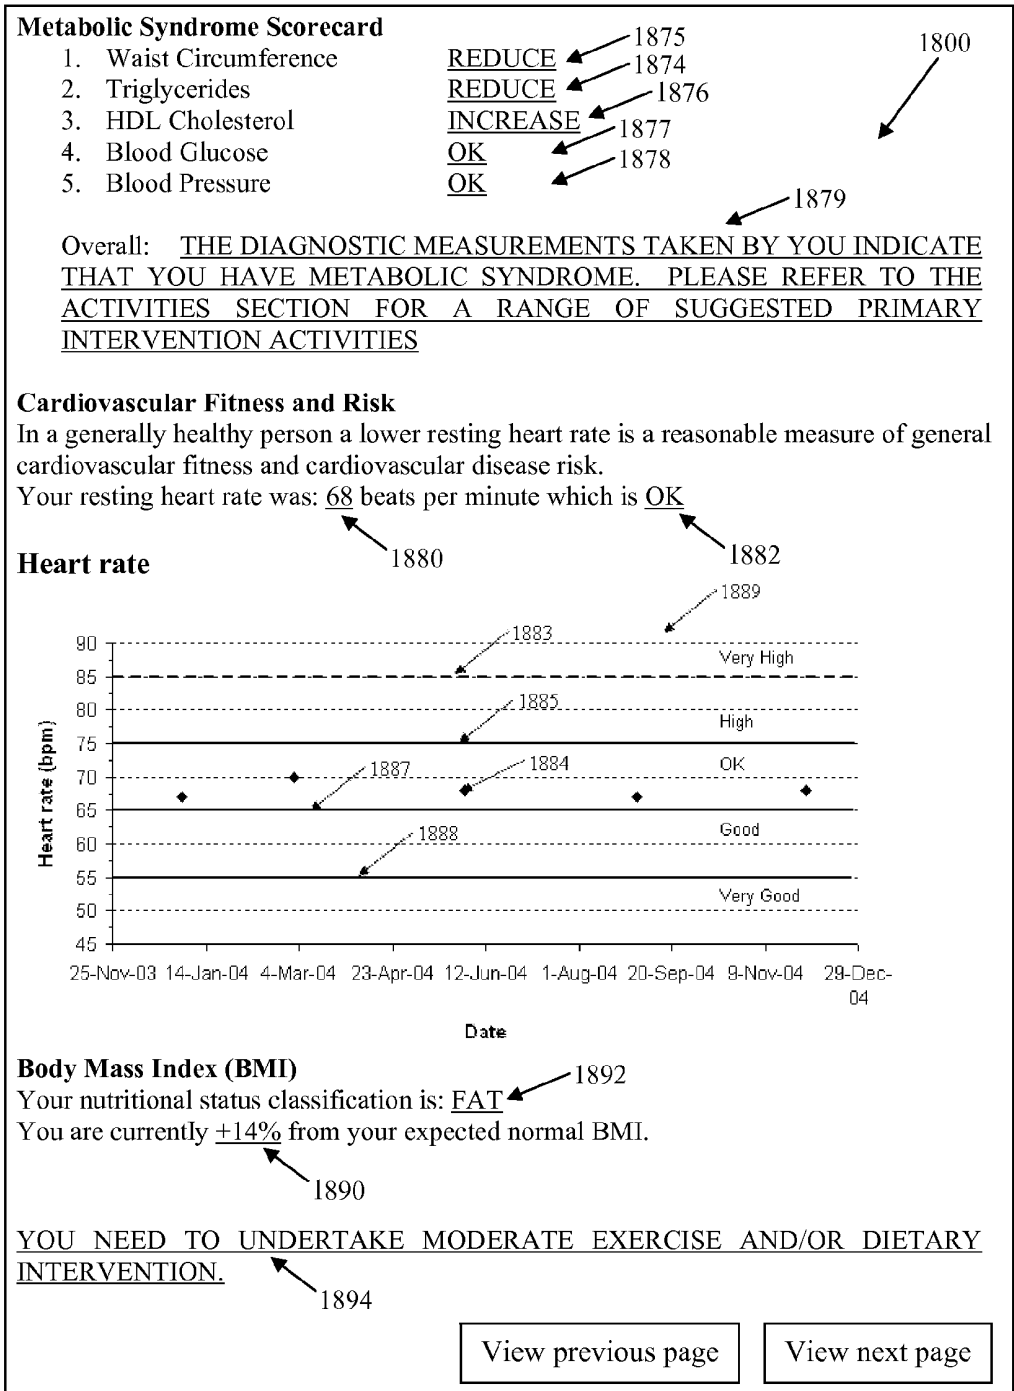 Metabolic Syndrome Scorecard
1. Waist Circumference REDUCE 1875
2. Triglycerides REDUCE 1874
3. HDL Cholesterol INCREASE 1876
4. Blood Glucose OK 1877
5. Blood Pressure OK 1878
1800
1879
Overall: THE DIAGNOSTIC MEASUREMENTS TAKEN BY YOU INDICATE
THAT YOU HAVE METABOLIC SYNDROME. PLEASE REFER TO THE
ACTIVITIES SECTION FOR A RANGE OF SUGGESTED PRIMARY
INTERVENTION ACTIVITIES
Cardiovascular Fitness and Risk
In a generally healthy person a lower resting heart rate is a reasonable measure of general
cardiovascular fitness and cardiovascular disease risk.
Your resting heart rate was: 68 beats per minute which is OK
1880
1882
Heart rate
1889
1883
90
Very High
85
1885
80
High
75
1887
1884
OK
70
65
1888
Good
60
55
Very Good
50
45
Heart rate (bpm)
25-Nov-03 14-Jan-04 4-Mar-04 23-Apr-04 12-Jun-04 1-Aug-04 20-Sep-04 9-Nov-04 29-Dec-
04
Date
Body Mass Index (BMI)
1892
Your nutritional status classification is: FAT
You are currently +14% from your expected normal BMI.
1890
YOU NEED TO UNDERTAKE MODERATE EXERCISE AND/OR DIETARY
INTERVENTION.
1894
View previous page View next page